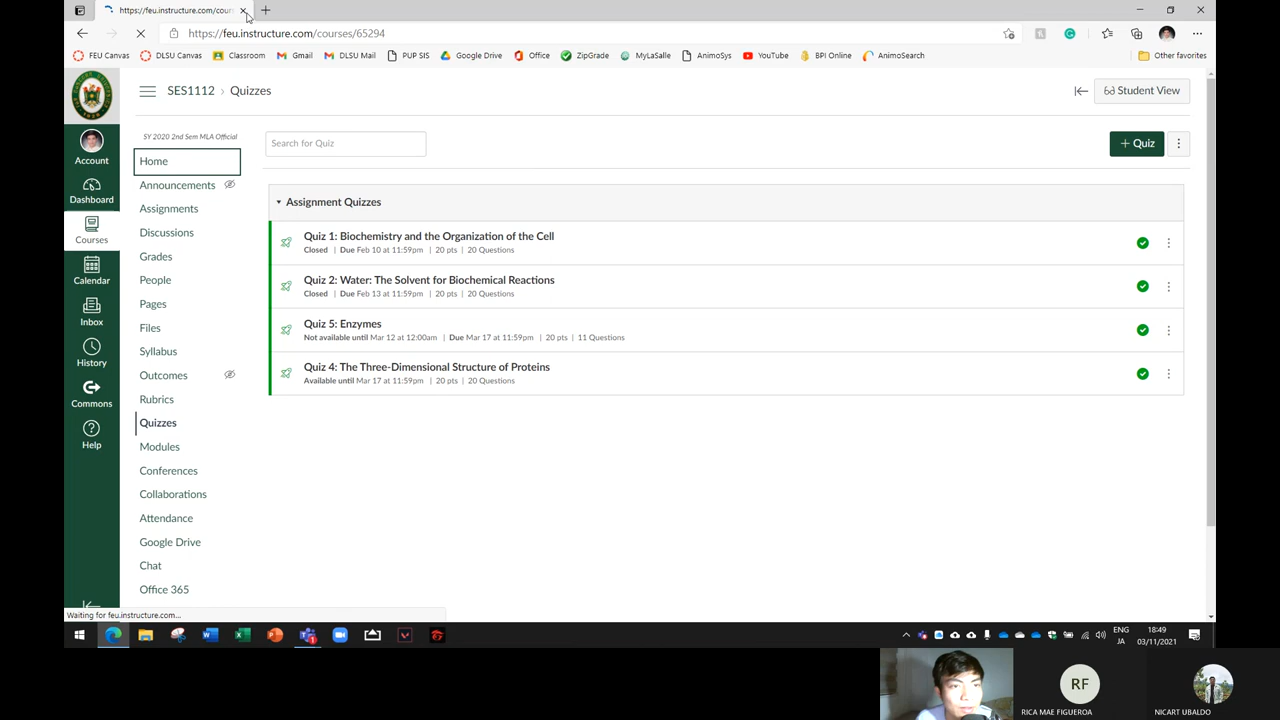 https://feu.instructure.com/cour
https://feu.instructure.com/courses/65294
FEU Canvas
DLSU Canvas
Classroom
Gmail
DLSU Mail
PUP SIS
Google Drive
Office
ZipGrade
MyLaSalle
AnimoSys
YouTube
BPI Online
AnimoSearch
Other favorites
SES1112 › Quizzes
Student View
Account
Dashboard
Courses
Calendar
Inbox
History
Commons
Help
SY 2020 2nd Sem MLA Official
Home
Announcements
Assignments
Discussions
Grades
People
Pages
Files
Syllabus
Outcomes
Rubrics
Quizzes
Modules
Conferences
Collaborations
Attendance
Google Drive
Chat
Office 365
Search for Quiz
+ Quiz
Assignment Quizzes
Quiz 1: Biochemistry and the Organization of the Cell
Closed | Due Feb 10 at 11:59pm | 20 pts | 20 Questions
Quiz 2: Water: The Solvent for Biochemical Reactions
Closed | Due Feb 13 at 11:59pm | 20 pts | 20 Questions
Quiz 5: Enzymes
Not available until Mar 12 at 12:00am | Due Mar 17 at 11:59pm | 20 pts | 11 Questions
Quiz 4: The Three-Dimensional Structure of Proteins
Available until Mar 17 at 11:59pm | 20 pts | 20 Questions
Waiting for feu.instructure.com...
ENG
JA
18:49
03/11/2021
RF
RICA MAE FIGUEROA
NICART UBALDO